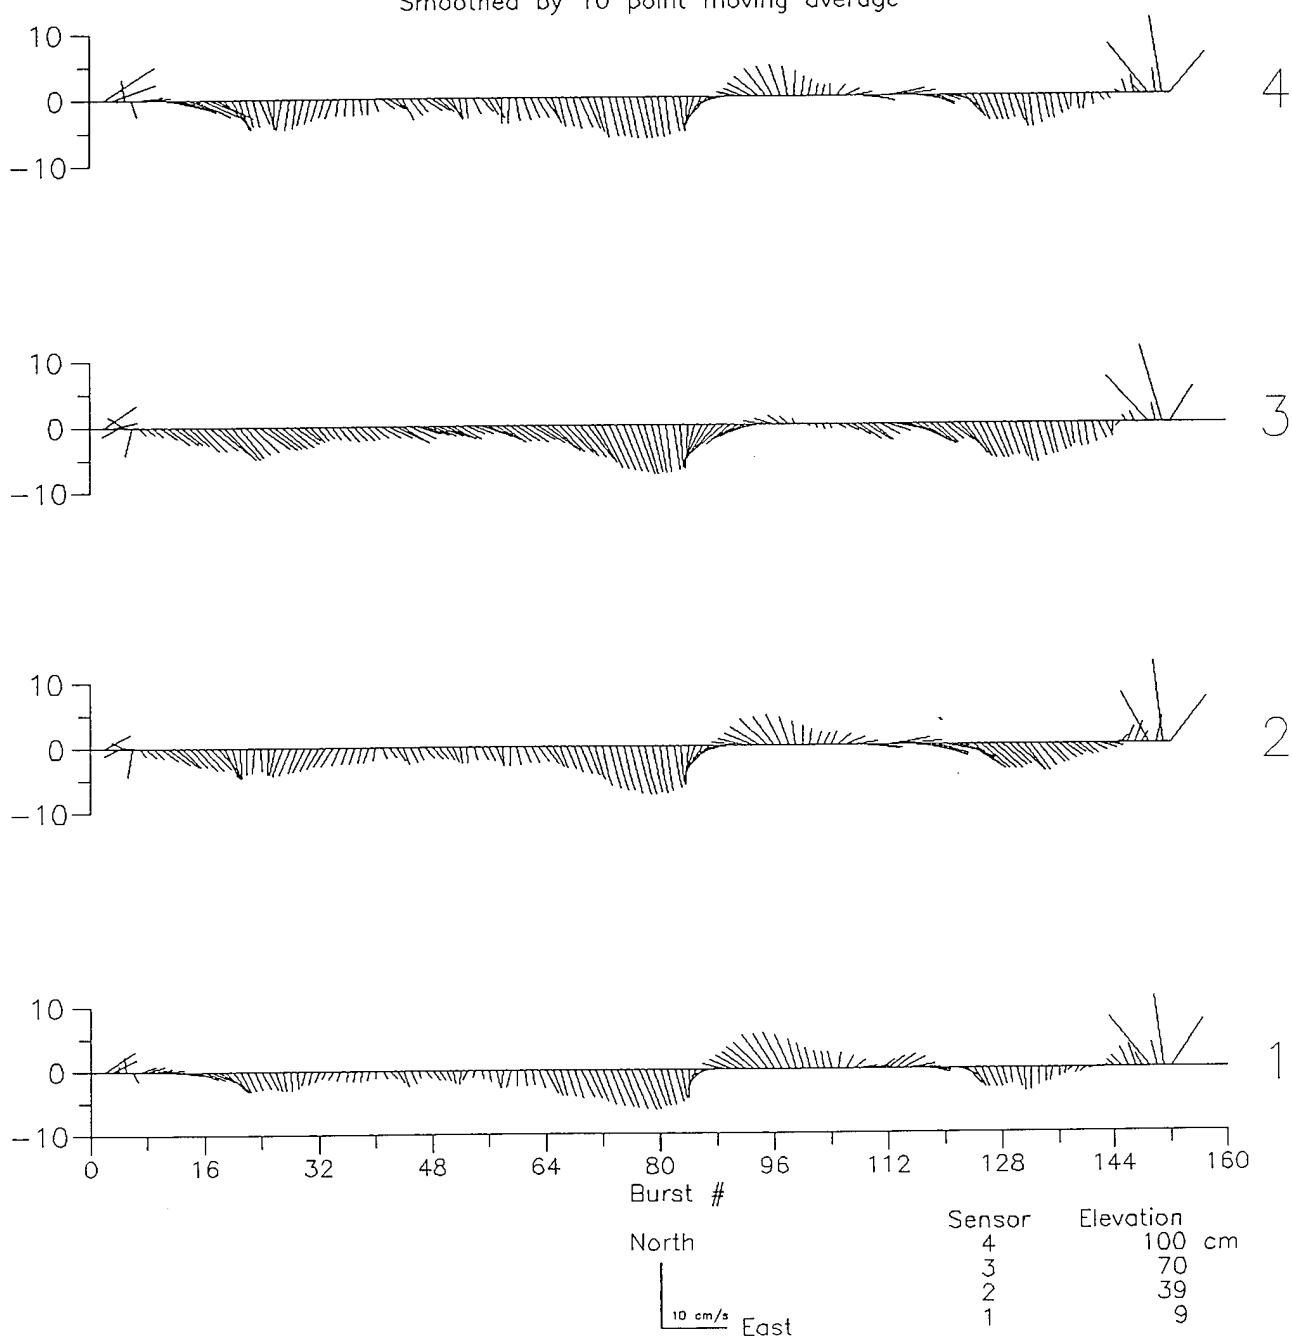 Smoothed by 10 point moving average
10
0
-10
4
10
0
-10
3
10
0
-10
2
10
0
-10
1
0 16 32 48 64 80 96 112 128 144 160
Burst #
North
10 cm/s East
Sensor Elevation
4 100 cm
3 70
2 39
1 9